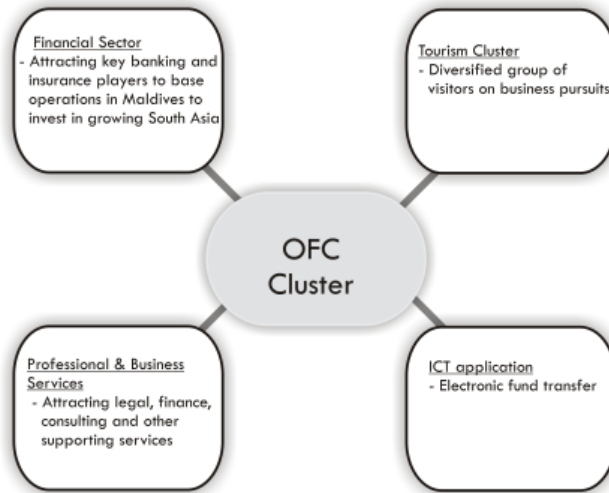 Financial Sector
- Attracting key banking and
insurance players to base
operations in Maldives to
invest in growing South Asia
Tourism Cluster
- Diversified group of
visitors on business pursuits
OFC
Cluster
Professional & Business
Services
- Attracting legal, finance,
consulting and other
supporting services
ICT application
- Electronic fund transfer